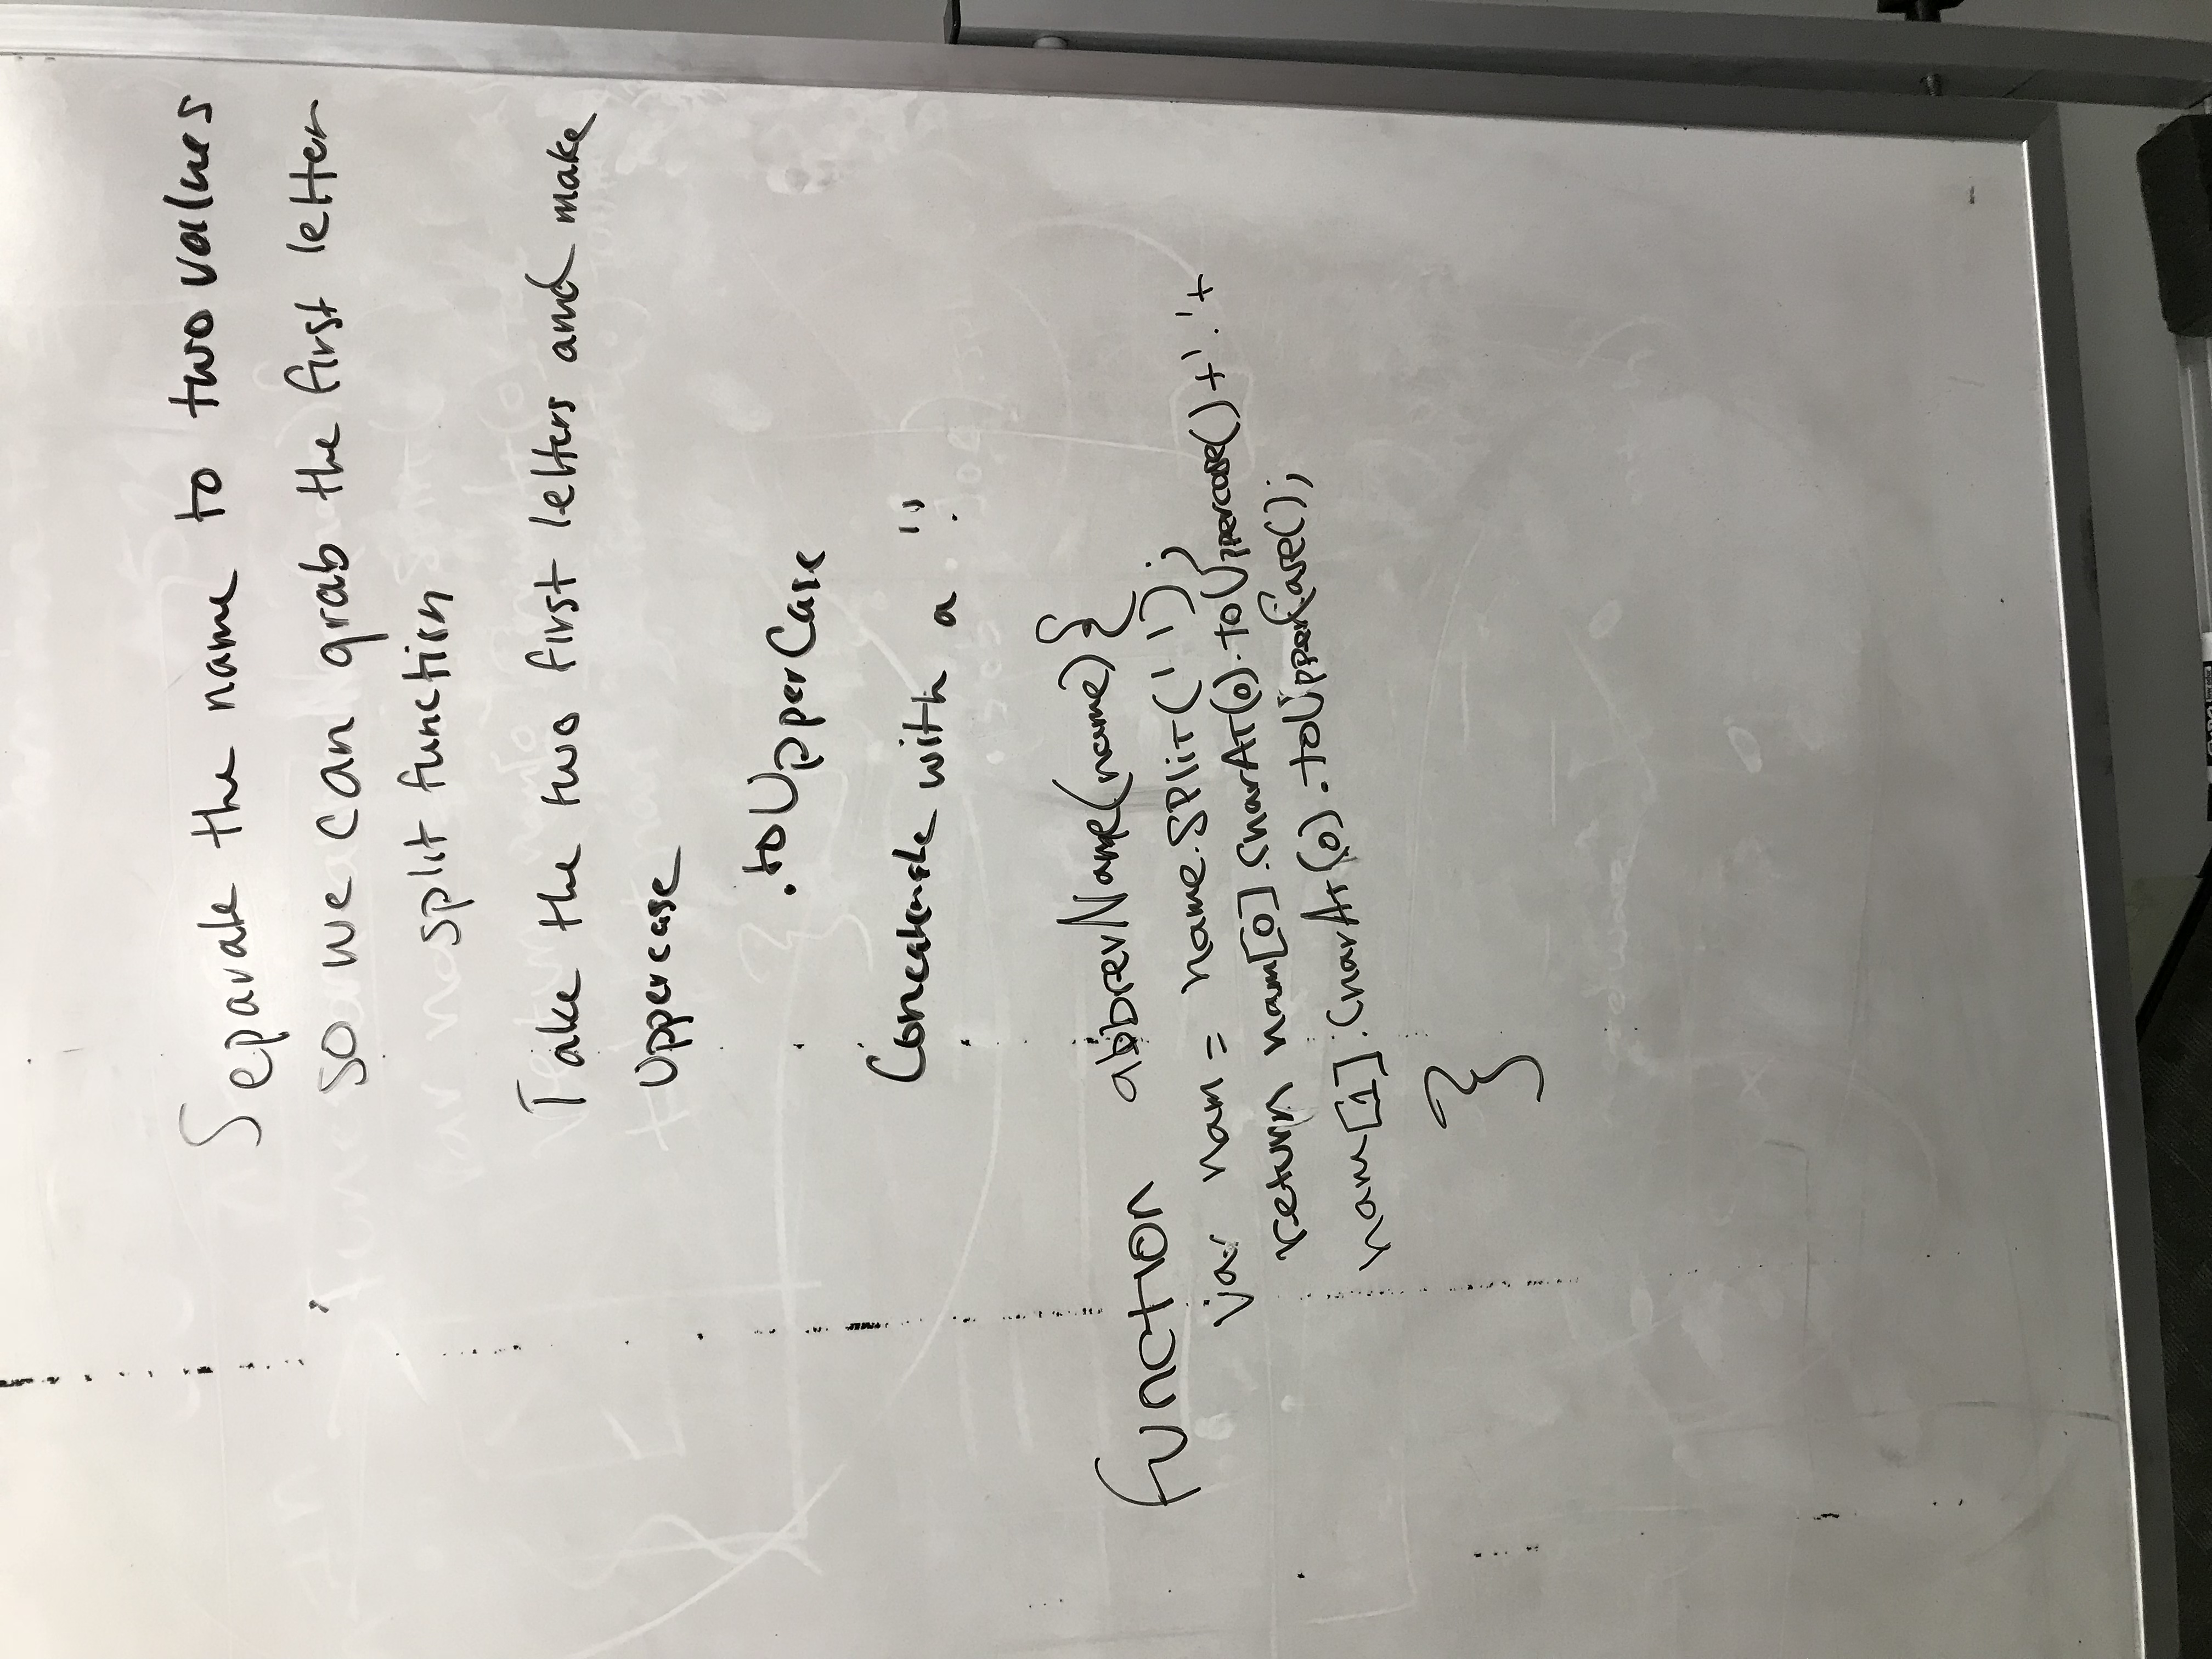 Separate the name to two values
so we can grab the first letter
split function
Take the two first letters and make
Uppercase
.toUpperCase
Concatenate with a '.'
function abbrevName(name){
var nam = name.split(' ');
return nam[0].charAt(0).toUppercase()+'.'+
nam[1].charAt(0).toUpperCase();
}